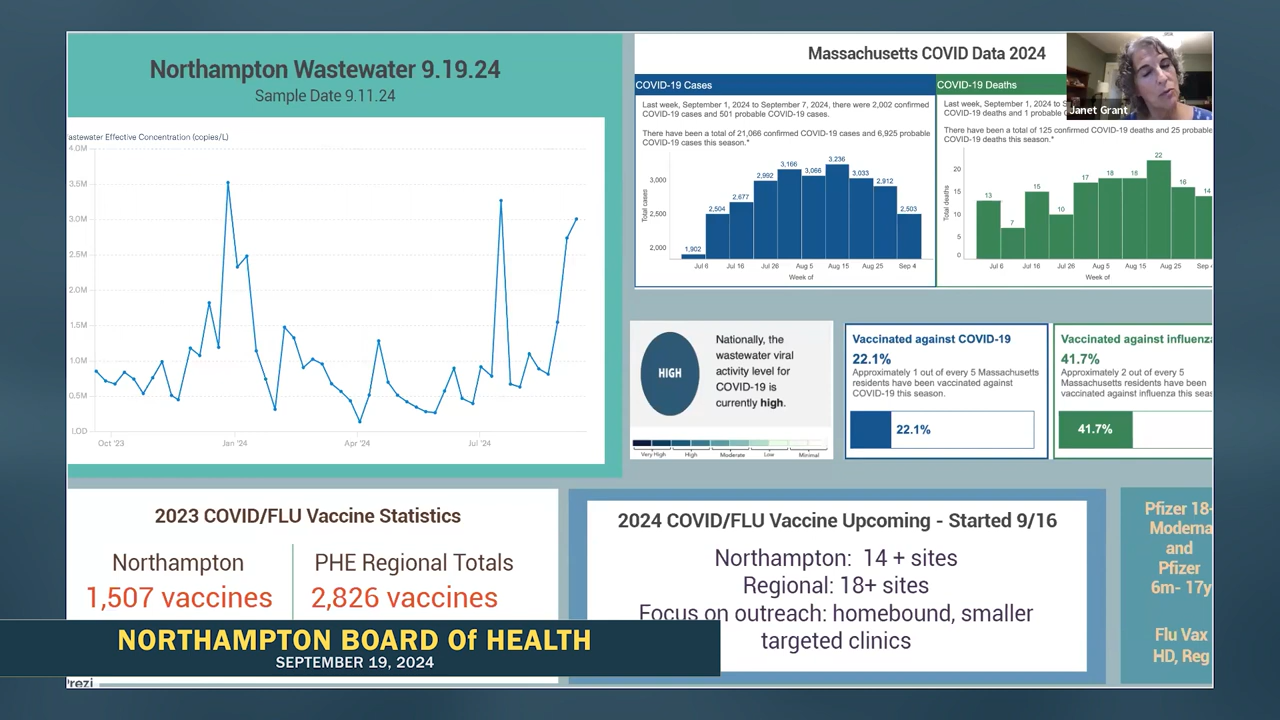 Northampton Wastewater 9.19.24
Sample Date 9.11.24
astewater Effective Concentration (copies/L)
4.0M
3.5M
3.0M
2.5M
2.0M
1.5M
1.0M
0.5M
LOD
Oct '23
Jan '24
Apr '24
Jul '24
Massachusetts COVID Data 2024
COVID-19 Cases
Last week, September 1, 2024 to September 7, 2024, there were 2,002 confirmed
COVID-19 cases and 501 probable COVID-19 cases.
There have been a total of 21,066 confirmed COVID-19 cases and 6,925 probable
COVID-19 cases this season.*
Total cases
3,000
2,500
2,000
1,902
2,504
2,677
2,992
3,166
3,066
3,236
3,033
2,912
2,503
Jul 6
Jul 16
Jul 26
Aug 5
Aug 15
Aug 25
Sep 4
Week of
COVID-19 Deaths
Last week, September 1, 2024 to S
deaths and 1 probable
There have been a total of 125 confirmed COVID-19 deaths and 25 probable
COVID-19 deaths this season.*
Total deaths
20
15
10
5
0
13
7
15
10
17
18
18
22
16
14
Jul 6
Jul 16
Jul 26
Aug 5
Aug 15
Aug 25
Sep
Week of
Janet Grant
HIGH
Nationally, the
wastewater viral
activity level for
COVID-19 is
currently high.
Very High
High
Moderate
Low
Minimal
Vaccinated against COVID-19
22.1%
Approximately 1 out of every 5 Massachusetts
residents have been vaccinated against
COVID-19 this season.
22.1%
Vaccinated against influenza
41.7%
Approximately 2 out of every 5
Massachusetts residents have been
vaccinated against influenza this seas
41.7%
2023 COVID/FLU Vaccine Statistics
Northampton
1,507 vaccines
PHE Regional Totals
2,826 vaccines
2024 COVID/FLU Vaccine Upcoming - Started 9/16
Northampton: 14 + sites
Regional: 18+ sites
Focus on outreach: homebound, smaller
targeted clinics
Pfizer 18-
Moderna
and
Pfizer
6m- 17y
Flu Vax
HD, Reg
NORTHAMPTON BOARD Of HEALTH
SEPTEMBER 19, 2024
rezi